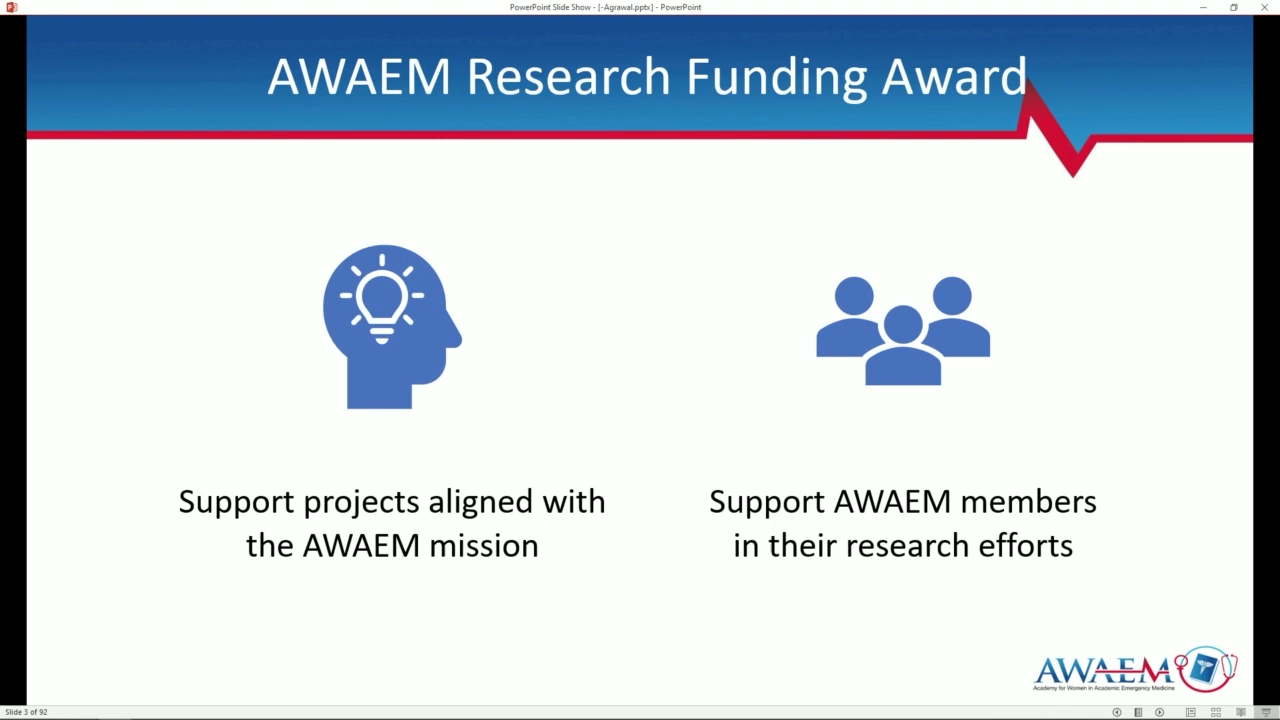 PowerPoint Slide Show - [-Agrawal.pptx] - PowerPoint
AWAEM Research Funding Award
Support projects aligned with
the AWAEM mission
Support AWAEM members
in their research efforts
AWAEM
Academy for Women in Academic Emergency Medicine
Slide 3 of 92